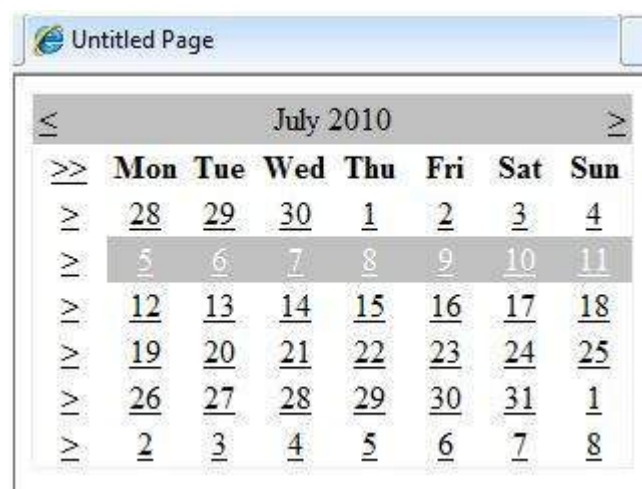 Untitled Page
< July 2010 >
>> Mon Tue Wed Thu Fri Sat Sun
> 28 29 30 1 2 3 4
> 5 6 7 8 9 10 11
> 12 13 14 15 16 17 18
> 19 20 21 22 23 24 25
> 26 27 28 29 30 31 1
> 2 3 4 5 6 7 8